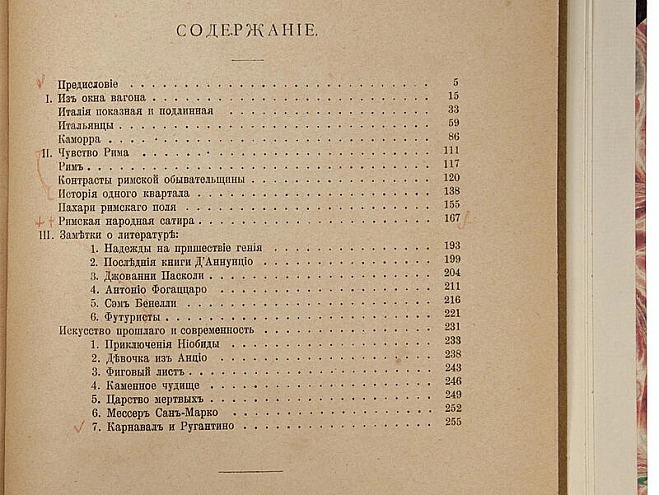 СОДЕРЖАНІЕ.
Предисловіе . . . . . . . . . . . . . . . . . . . . 5
I. Изъ окна вагона . . . . . . . . . . . . . . . . . . 15
Италія показная и подлинная . . . . . . . . . . . . . . 33
Итальянцы . . . . . . . . . . . . . . . . . . . . 59
Каморра . . . . . . . . . . . . . . . . . . . . . 86
II. Чувство Рима . . . . . . . . . . . . . . . . . . . 111
Римъ . . . . . . . . . . . . . . . . . . . . . . 117
Контрасты римской обывательщины . . . . . . . . . . . . 120
Исторія одного квартала . . . . . . . . . . . . . . . 138
Пахари римскаго поля . . . . . . . . . . . . . . . . 155
Римская народная сатира . . . . . . . . . . . . . . . 167
III. Замѣтки о литературѣ:
1. Надежды на пришествіе генія . . . . . . . . . . . . 193
2. Послѣднія книги Д'Аннунціо . . . . . . . . . . . . 199
3. Джованни Пасколи . . . . . . . . . . . . . . . . 204
4. Антоніо Фогаццаро . . . . . . . . . . . . . . . . 211
5. Сэмъ Бенелли . . . . . . . . . . . . . . . . . . 216
6. Футуристы . . . . . . . . . . . . . . . . . . . 221
Искусство прошлаго и современность . . . . . . . . . . . 231
1. Приключенія Ніобиды . . . . . . . . . . . . . . . 233
2. Дѣвочка изъ Анціо . . . . . . . . . . . . . . . . 238
3. Фиговый листъ . . . . . . . . . . . . . . . . . . 243
4. Каменное чудище . . . . . . . . . . . . . . . . . 246
5. Царство мертвыхъ . . . . . . . . . . . . . . . . 249
6. Мессеръ Санъ-Марко . . . . . . . . . . . . . . . 252
7. Карнавалъ и Ругантино . . . . . . . . . . . . . . 255